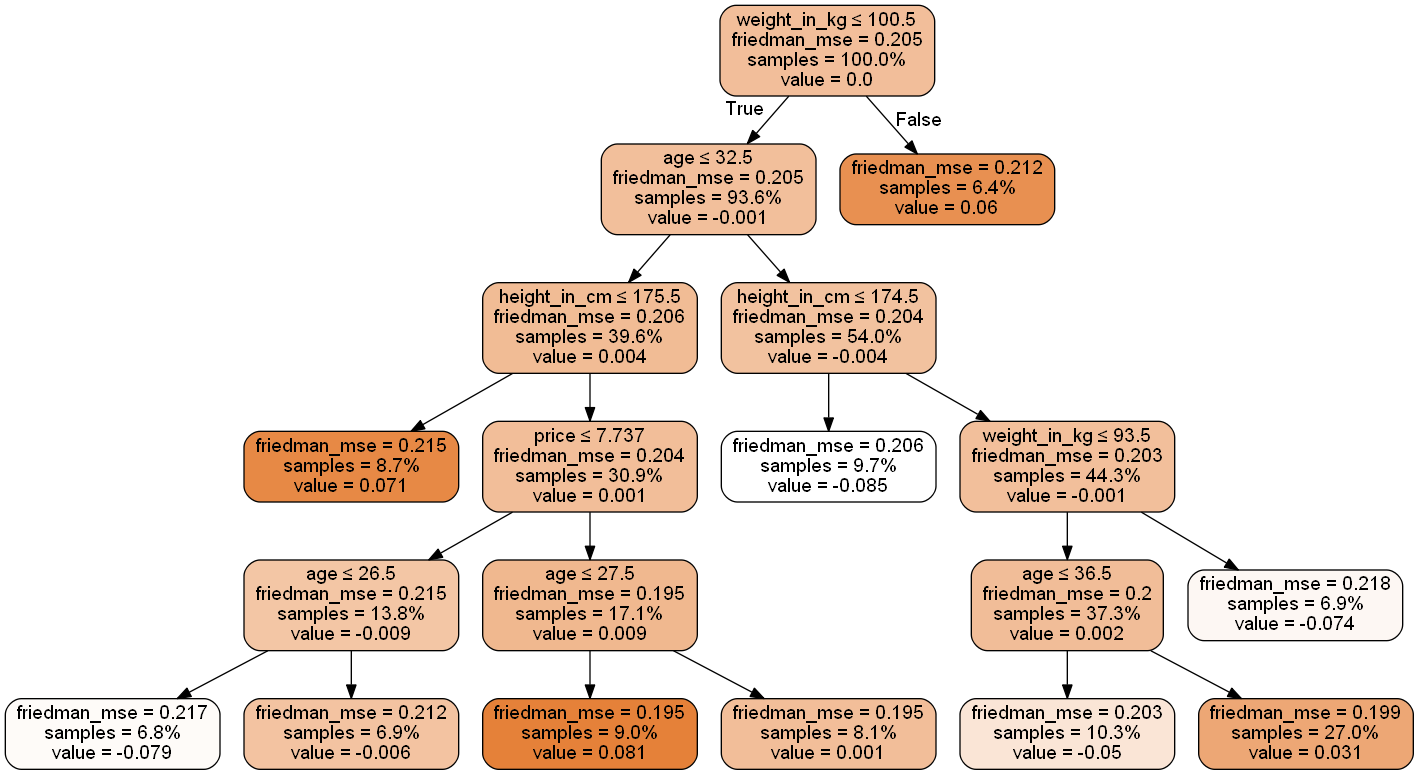 weight_in_kg ≤ 100.5
friedman_mse = 0.205
samples = 100.0%
value = 0.0
True
False
age ≤ 32.5
friedman_mse = 0.205
samples = 93.6%
value = -0.001
friedman_mse = 0.212
samples = 6.4%
value = 0.06
height_in_cm ≤ 175.5
friedman_mse = 0.206
samples = 39.6%
value = 0.004
height_in_cm ≤ 174.5
friedman_mse = 0.204
samples = 54.0%
value = -0.004
friedman_mse = 0.215
samples = 8.7%
value = 0.071
price ≤ 7.737
friedman_mse = 0.204
samples = 30.9%
value = 0.001
friedman_mse = 0.206
samples = 9.7%
value = -0.085
weight_in_kg ≤ 93.5
friedman_mse = 0.203
samples = 44.3%
value = -0.001
age ≤ 26.5
friedman_mse = 0.215
samples = 13.8%
value = -0.009
age ≤ 27.5
friedman_mse = 0.195
samples = 17.1%
value = 0.009
age ≤ 36.5
friedman_mse = 0.2
samples = 37.3%
value = 0.002
friedman_mse = 0.218
samples = 6.9%
value = -0.074
friedman_mse = 0.217
samples = 6.8%
value = -0.079
friedman_mse = 0.212
samples = 6.9%
value = -0.006
friedman_mse = 0.195
samples = 9.0%
value = 0.081
friedman_mse = 0.195
samples = 8.1%
value = 0.001
friedman_mse = 0.203
samples = 10.3%
value = -0.05
friedman_mse = 0.199
samples = 27.0%
value = 0.031